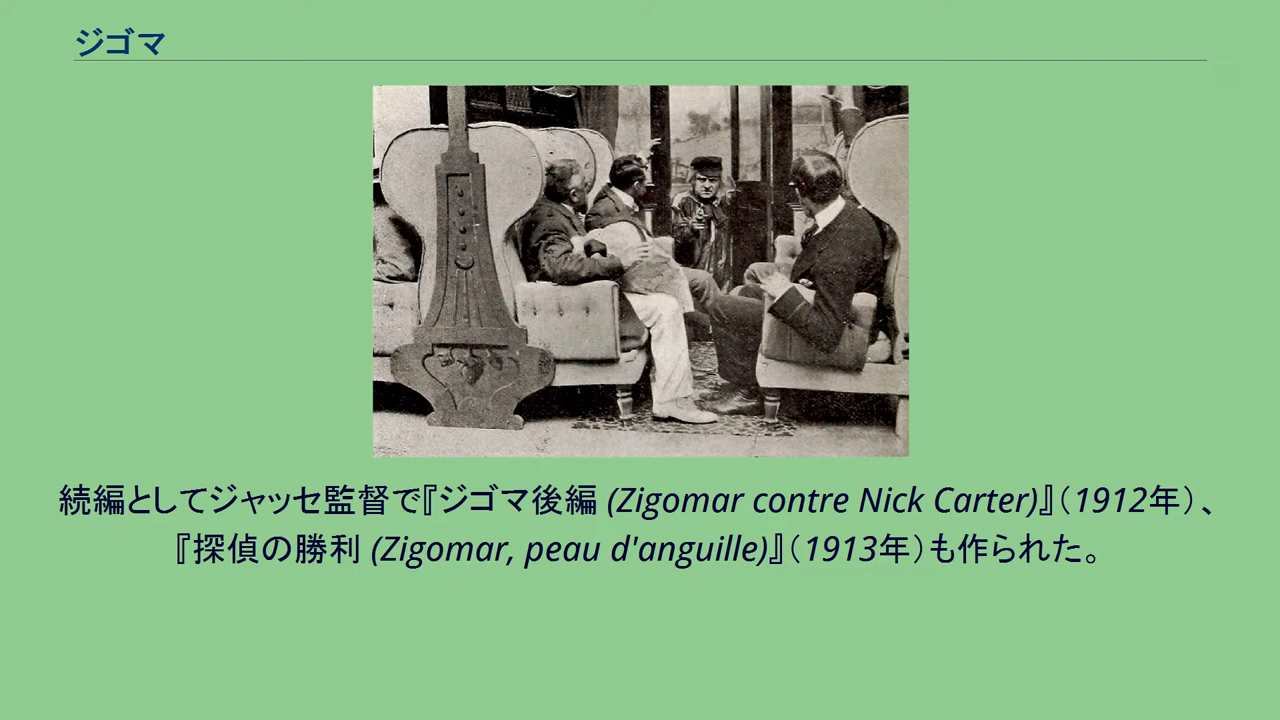 ジゴマ
続編としてジャッセ監督で『ジゴマ後編 (Zigomar contre Nick Carter)』（1912年）、
『探偵の勝利 (Zigomar, peau d'anguille)』（1913年）も作られた。